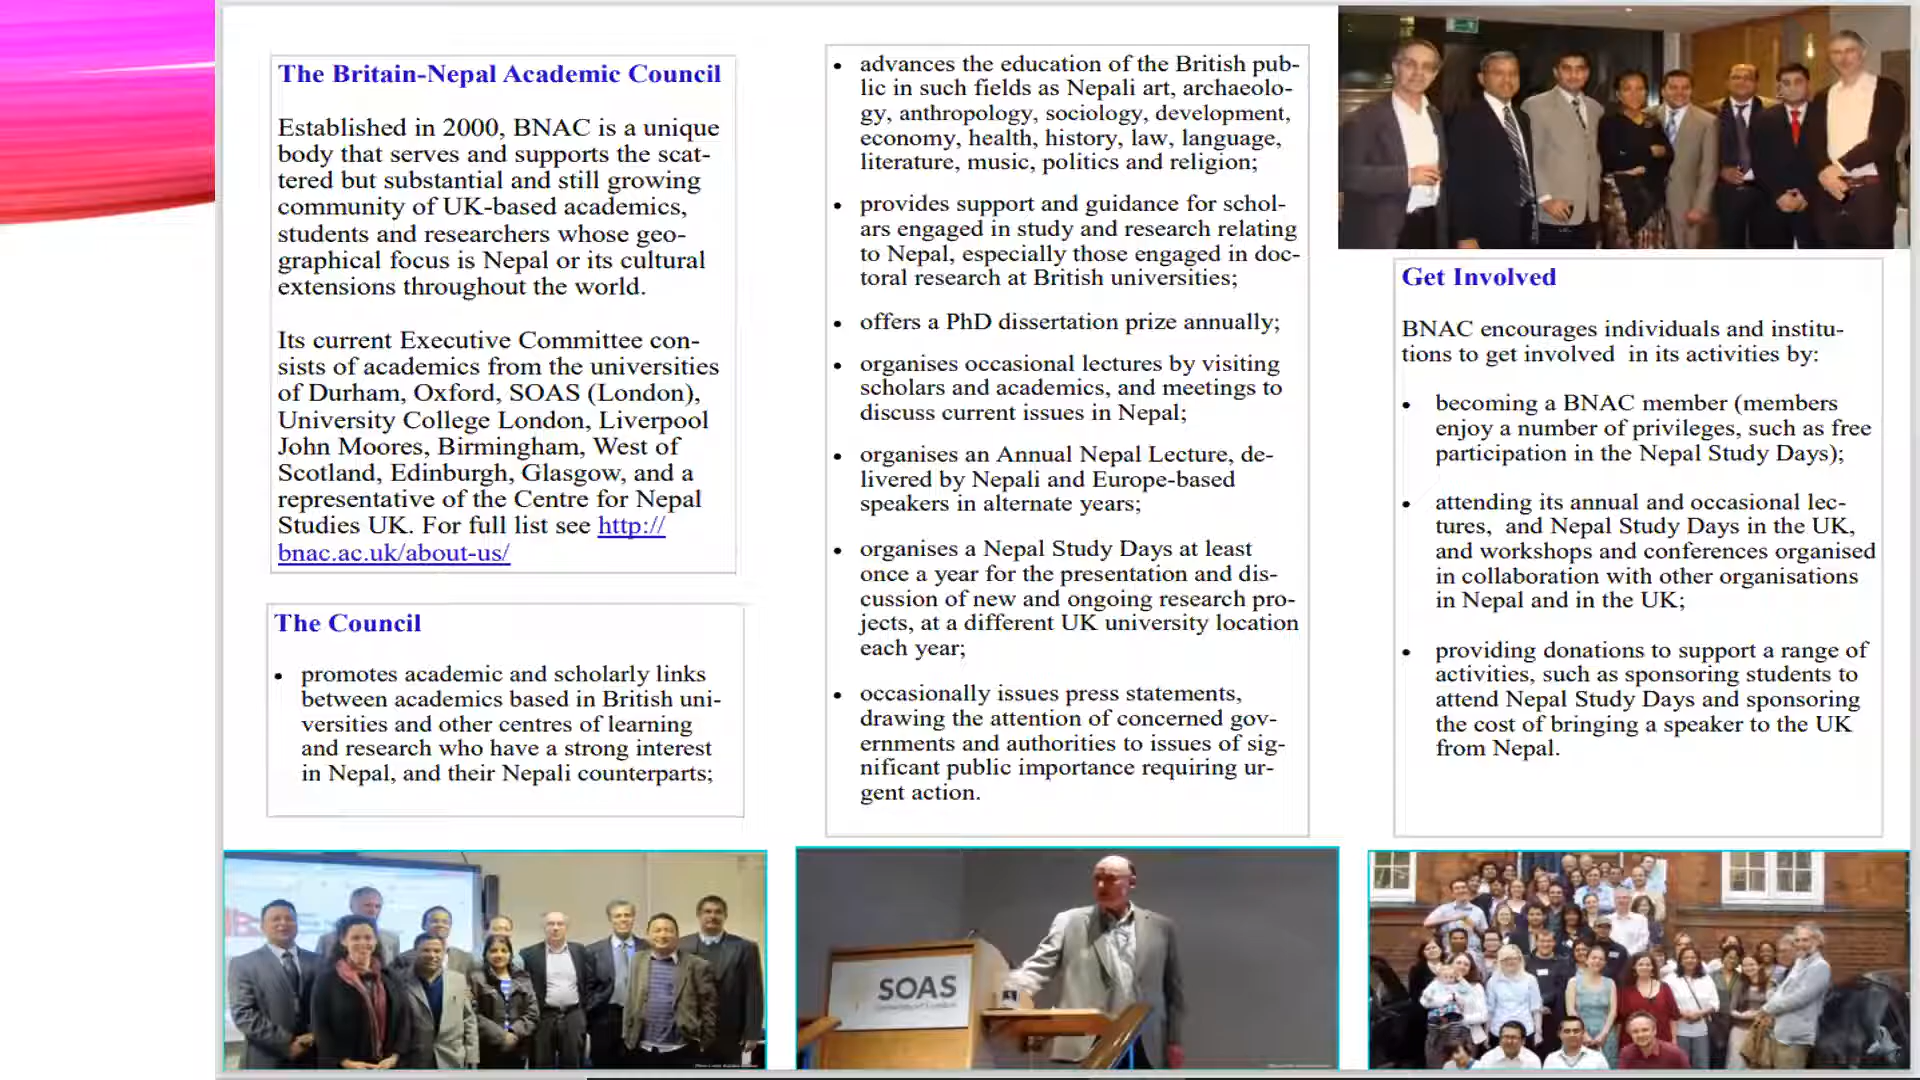 The Britain-Nepal Academic Council
Established in 2000, BNAC is a unique
body that serves and supports the scat-
tered but substantial and still growing
community of UK-based academics,
students and researchers whose geo-
graphical focus is Nepal or its cultural
extensions throughout the world.
Its current Executive Committee con-
sists of academics from the universities
of Durham, Oxford, SOAS (London),
University College London, Liverpool
John Moores, Birmingham, West of
Scotland, Edinburgh, Glasgow, and a
representative of the Centre for Nepal
Studies UK. For full list see http://
bnac.ac.uk/about-us/
The Council
• promotes academic and scholarly links
between academics based in British uni-
versities and other centres of learning
and research who have a strong interest
in Nepal, and their Nepali counterparts;
• advances the education of the British pub-
lic in such fields as Nepali art, archaeolo-
gy, anthropology, sociology, development,
economy, health, history, law, language,
literature, music, politics and religion;
• provides support and guidance for schol-
ars engaged in study and research relating
to Nepal, especially those engaged in doc-
toral research at British universities;
• offers a PhD dissertation prize annually;
• organises occasional lectures by visiting
scholars and academics, and meetings to
discuss current issues in Nepal;
• organises an Annual Nepal Lecture, de-
livered by Nepali and Europe-based
speakers in alternate years;
• organises a Nepal Study Days at least
once a year for the presentation and dis-
cussion of new and ongoing research pro-
jects, at a different UK university location
each year;
• occasionally issues press statements,
drawing the attention of concerned gov-
ernments and authorities to issues of sig-
nificant public importance requiring ur-
gent action.
Get Involved
BNAC encourages individuals and institu-
tions to get involved in its activities by:
• becoming a BNAC member (members
enjoy a number of privileges, such as free
participation in the Nepal Study Days);
• attending its annual and occasional lec-
tures, and Nepal Study Days in the UK,
and workshops and conferences organised
in collaboration with other organisations
in Nepal and in the UK;
• providing donations to support a range of
activities, such as sponsoring students to
attend Nepal Study Days and sponsoring
the cost of bringing a speaker to the UK
from Nepal.
SOAS